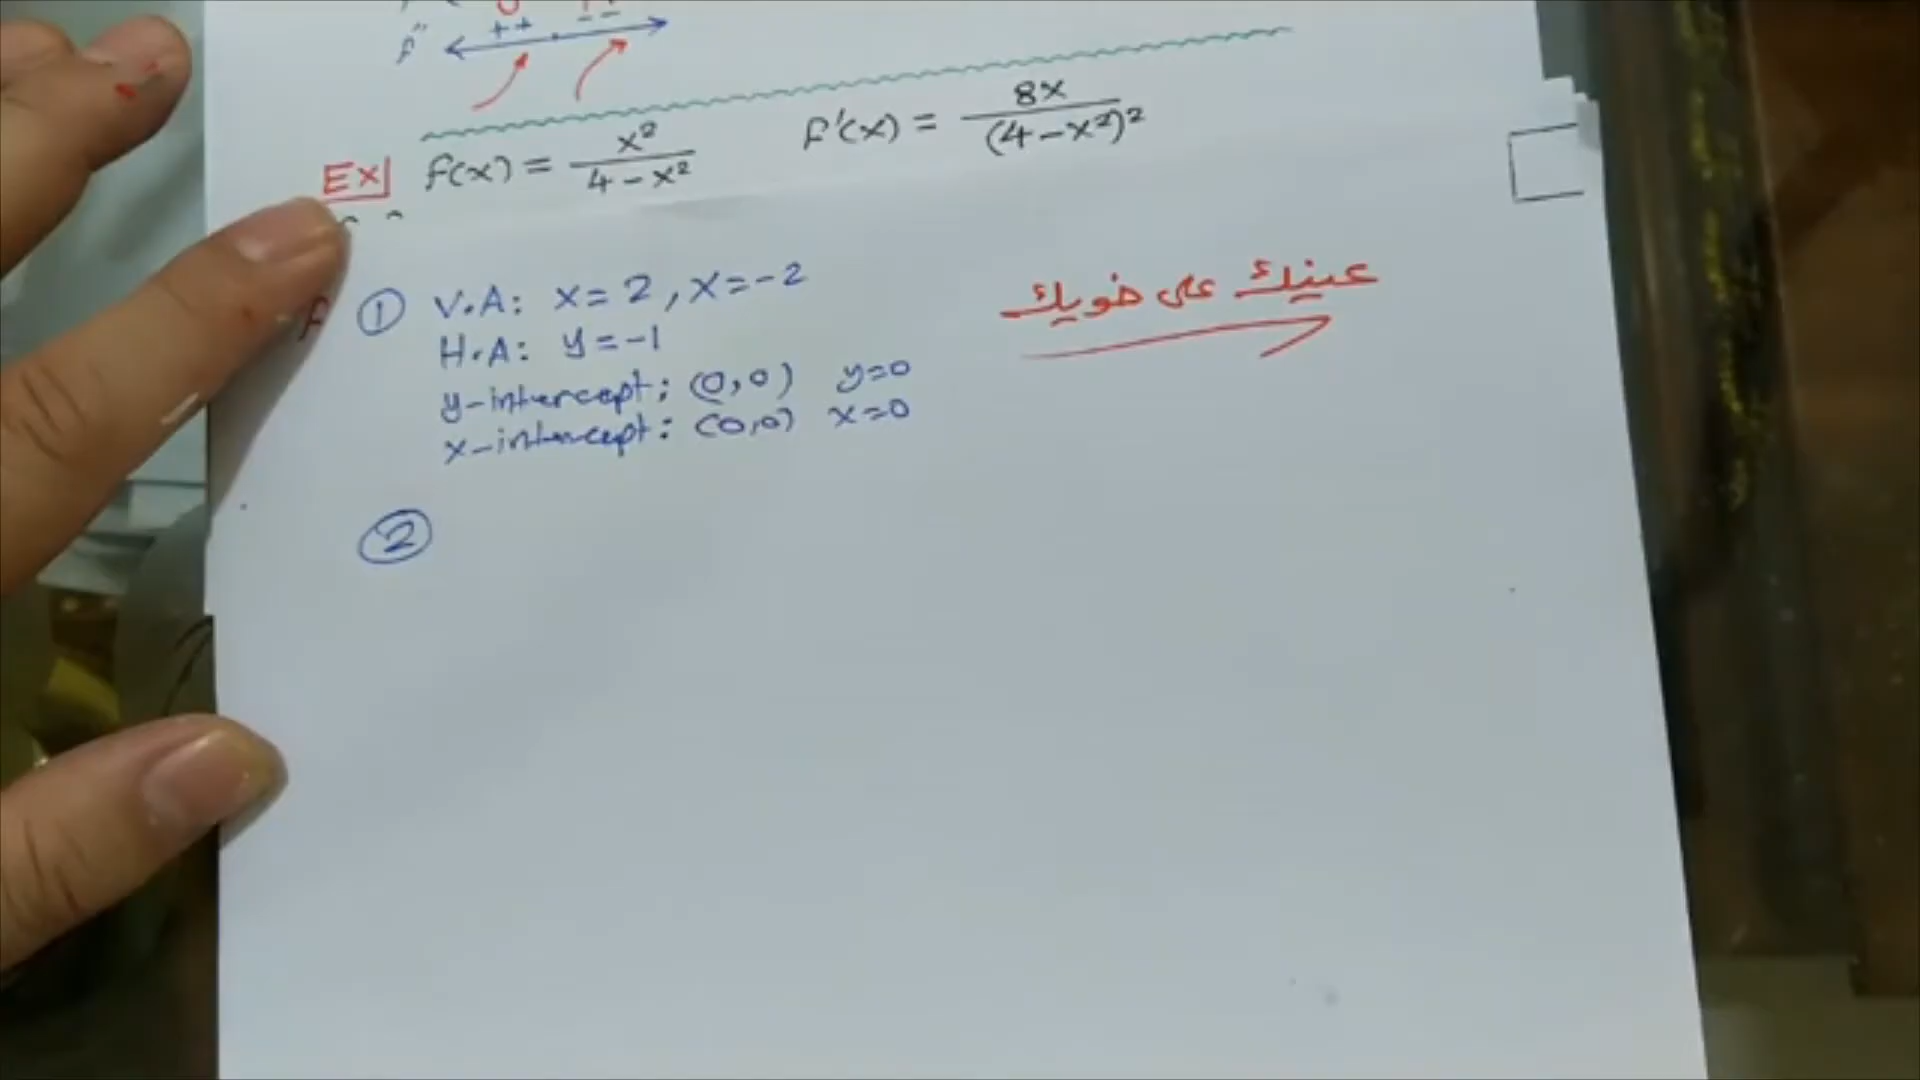 f'' ++ --
Ex f(x) = x² / (4 - x²) f'(x) = 8x / (4-x²)²
① V.A: x = 2 , x = -2
H.A: y = -1
y-intercept: (0,0) y=0
x-intercept: (0,0) x=0
عينك على ضويك
②